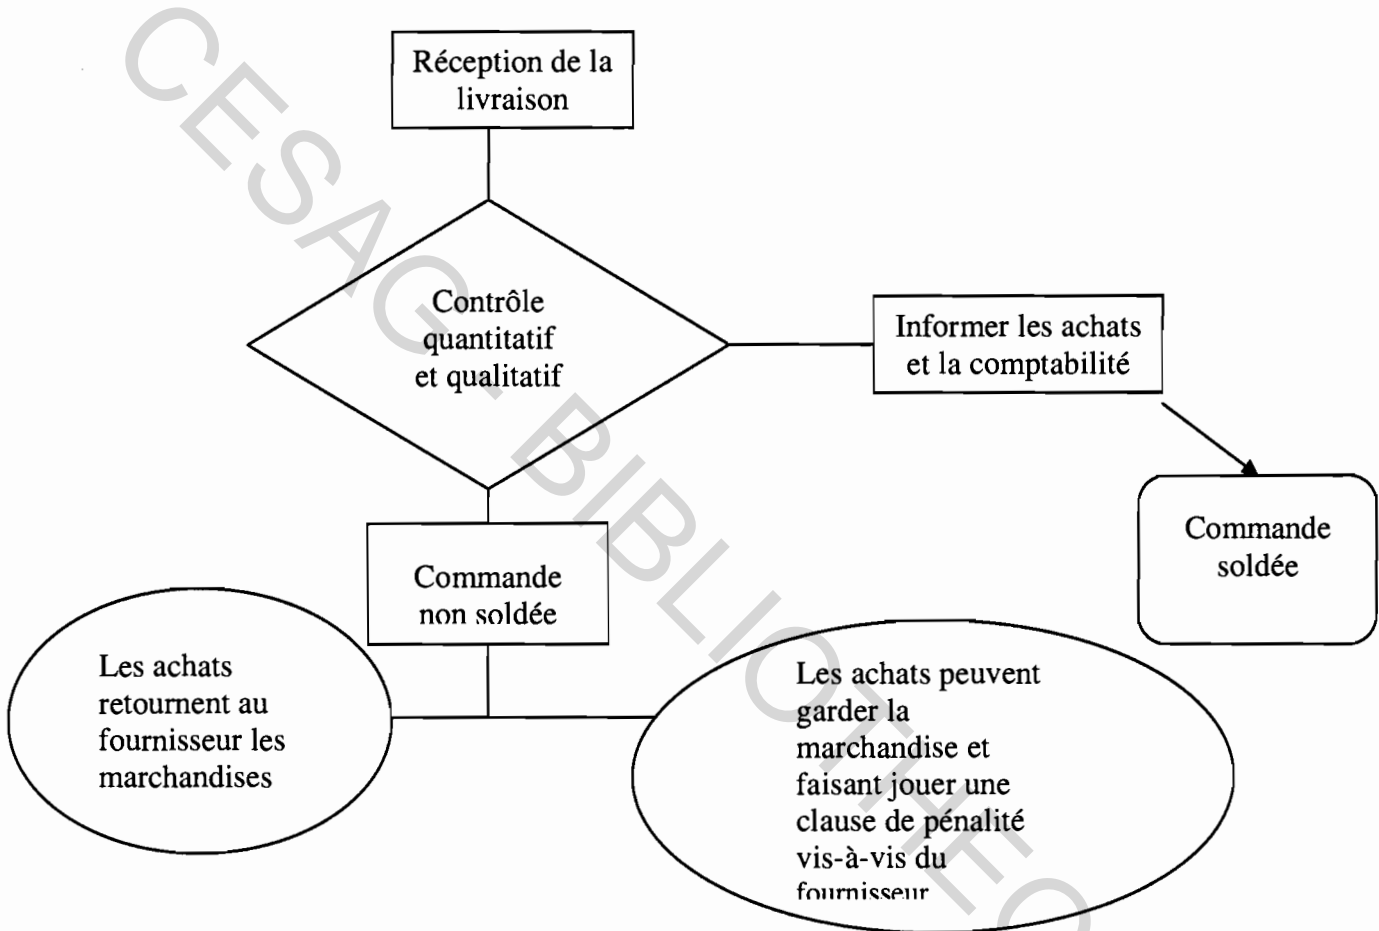 Réception de la
livraison
Contrôle
quantitatif
et qualitatif
Informer les achats
et la comptabilité
Commande
soldée
Commande
non soldée
Les achats
retournent au
fournisseur les
marchandises
Les achats peuvent
garder la
marchandise et
faisant jouer une
clause de pénalité
vis-à-vis du
fournisseur
CESAG - BIBLIOTHEQ